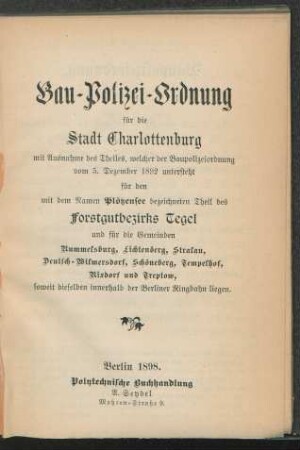 Bau-Polizei-Ordnung
für die
Stadt Charlottenburg
mit Ausnahme des Theiles, welcher der Baupolizeiordnung
vom 5. Dezember 1892 untersteht
für den
mit dem Namen Plötzensee bezeichneten Theil des
Forstgutbezirks Tegel
und für die Gemeinden
Rummelsburg, Lichtenberg, Stralau,
Deutsch-Wilmersdorf, Schöneberg, Tempelhof,
Rixdorf und Treptow,
soweit dieselben innerhalb der Berliner Ringbahn liegen.
Berlin 1898.
Polytechnische Buchhandlung
A. Seydel
Mohren-Straße 9.